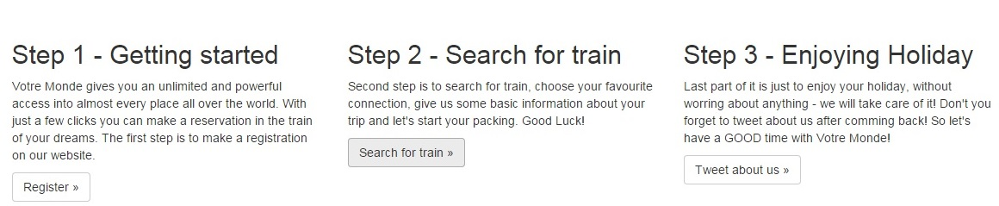 Step 1 - Getting started
Votre Monde gives you an unlimited and powerful
access into almost every place all over the world. With
just a few clicks you can make a reservation in the train
of your dreams. The first step is to make a registration
on our website.
Register »
Step 2 - Search for train
Second step is to search for train, choose your favourite
connection, give us some basic information about your
trip and let's start your packing. Good Luck!
Search for train »
Step 3 - Enjoying Holiday
Last part of it is just to enjoy your holiday, without
worring about anything - we will take care of it! Don't you
forget to tweet about us after comming back! So let's
have a GOOD time with Votre Monde!
Tweet about us »